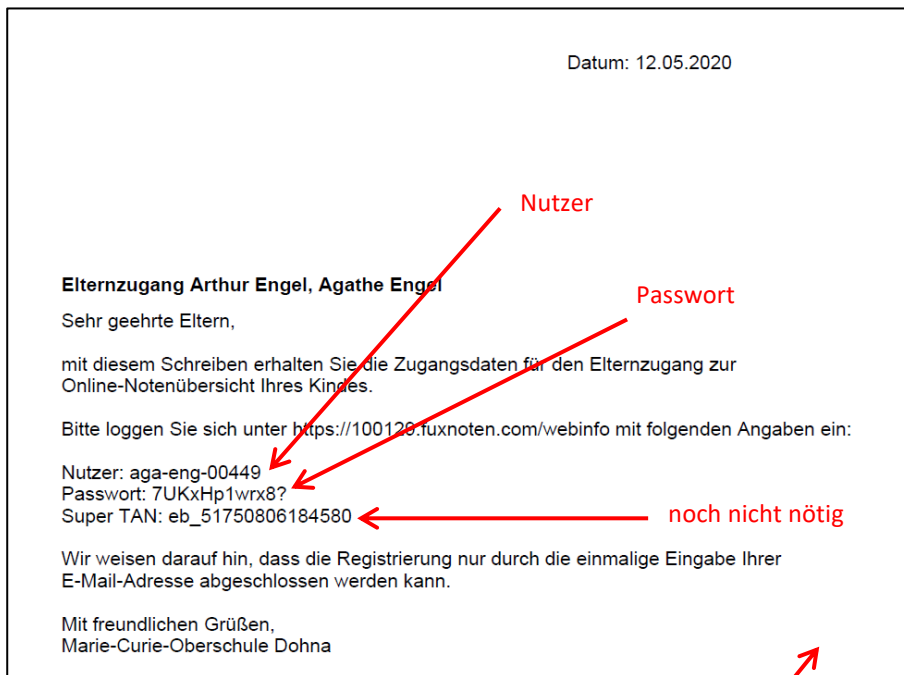 Datum: 12.05.2020
Nutzer
Elternzugang Arthur Engel, Agathe Engel
Passwort
Sehr geehrte Eltern,
mit diesem Schreiben erhalten Sie die Zugangsdaten für den Elternzugang zur
Online-Notenübersicht Ihres Kindes.
Bitte loggen Sie sich unter https://100129.fuxnoten.com/webinfo mit folgenden Angaben ein:
Nutzer: aga-eng-00449
Passwort: 7UKxHp1wrx8?
Super TAN: eb_51750806184580
noch nicht nötig
Wir weisen darauf hin, dass die Registrierung nur durch die einmalige Eingabe Ihrer
E-Mail-Adresse abgeschlossen werden kann.
Mit freundlichen Grüßen,
Marie-Curie-Oberschule Dohna